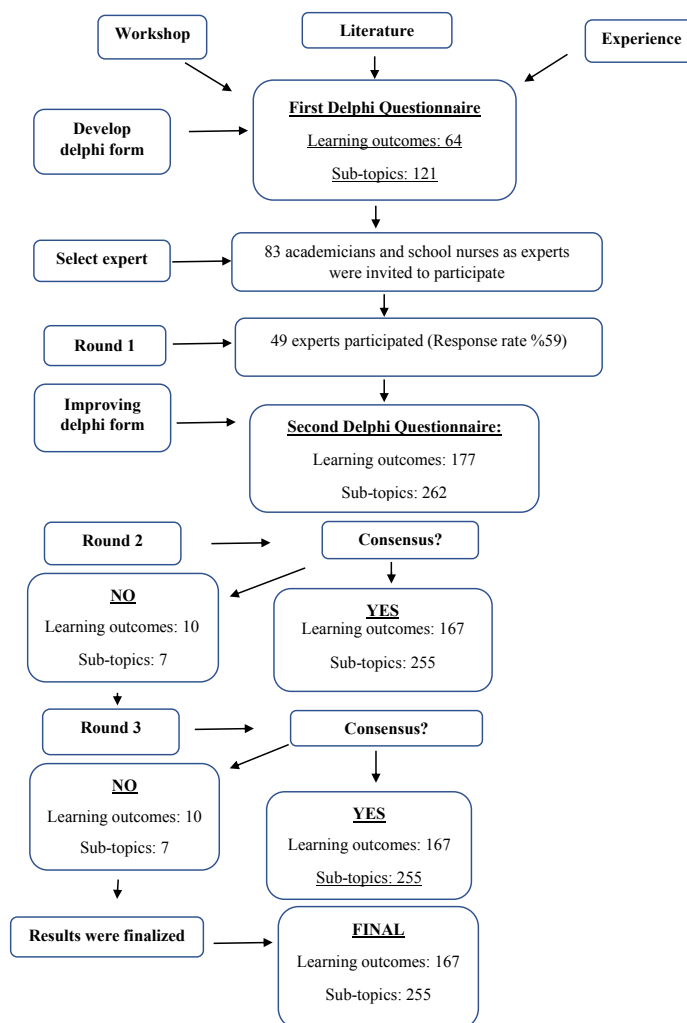 Workshop
Literature
Experience
First Delphi Questionnaire
Learning outcomes: 64
Sub-topics: 121
Develop
delphi form
Select expert
83 academicians and school nurses as experts
were invited to participate
Round 1
49 experts participated (Response rate %59)
Improving
delphi form
Second Delphi Questionnaire:
Learning outcomes: 177
Sub-topics: 262
Round 2
Consensus?
NO
Learning outcomes: 10
Sub-topics: 7
YES
Learning outcomes: 167
Sub-topics: 255
Round 3
Consensus?
NO
Learning outcomes: 10
Sub-topics: 7
YES
Learning outcomes: 167
Sub-topics: 255
Results were finalized
FINAL
Learning outcomes: 167
Sub-topics: 255